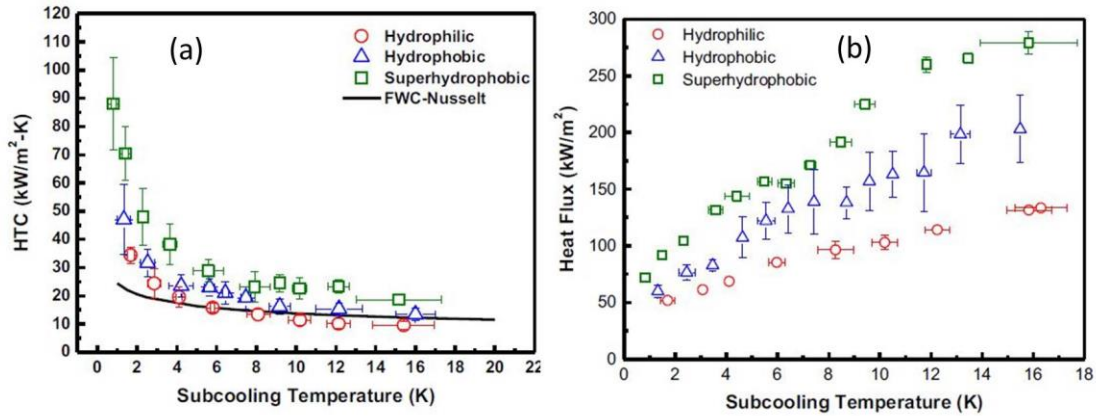 (a)
Hydrophilic
Hydrophobic
Superhydrophobic
FWC-Nusselt
HTC (kW/m²-K)
120
110
100
90
80
70
60
50
40
30
20
10
0
0 2 4 6 8 10 12 14 16 18 20 22
Subcooling Temperature (K)
(b)
Hydrophilic
Hydrophobic
Superhydrophobic
Heat Flux (kW/m²)
300
250
200
150
100
50
0
0 2 4 6 8 10 12 14 16 18
Subcooling Temperature (K)